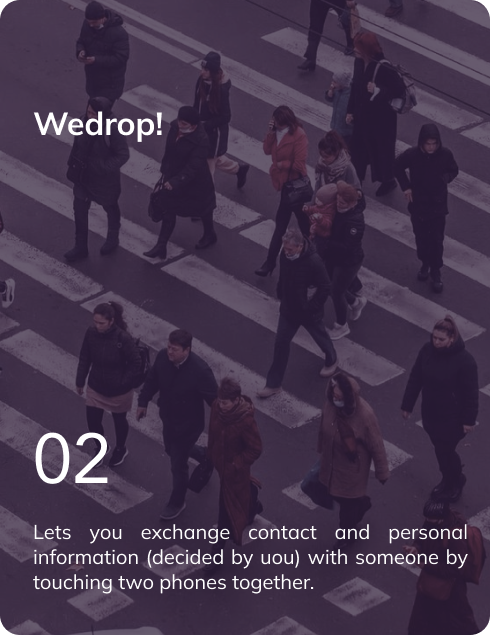 Wedrop!
02
Lets you exchange contact and personal
information (decided by uou) with someone by
touching two phones together.